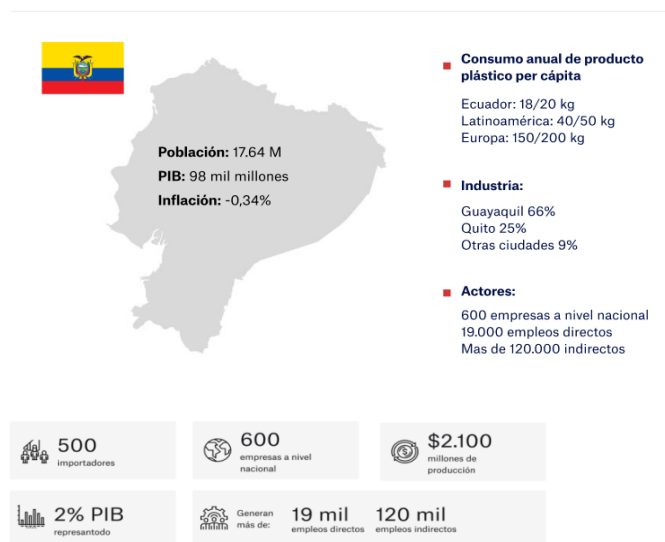 Población: 17.64 M
PIB: 98 mil millones
Inflación: -0,34%
Consumo anual de producto
plástico per cápita
Ecuador: 18/20 kg
Latinoamérica: 40/50 kg
Europa: 150/200 kg
Industria:
Guayaquil 66%
Quito 25%
Otras ciudades 9%
Actores:
600 empresas a nivel nacional
19.000 empleos directos
Mas de 120.000 indirectos
500
importadores
600
empresas a nivel
nacional
$2.100
millones de
producción
2% PIB
represantodo
Generan
más de:
19 mil
empleos directos
120 mil
empleos indirectos